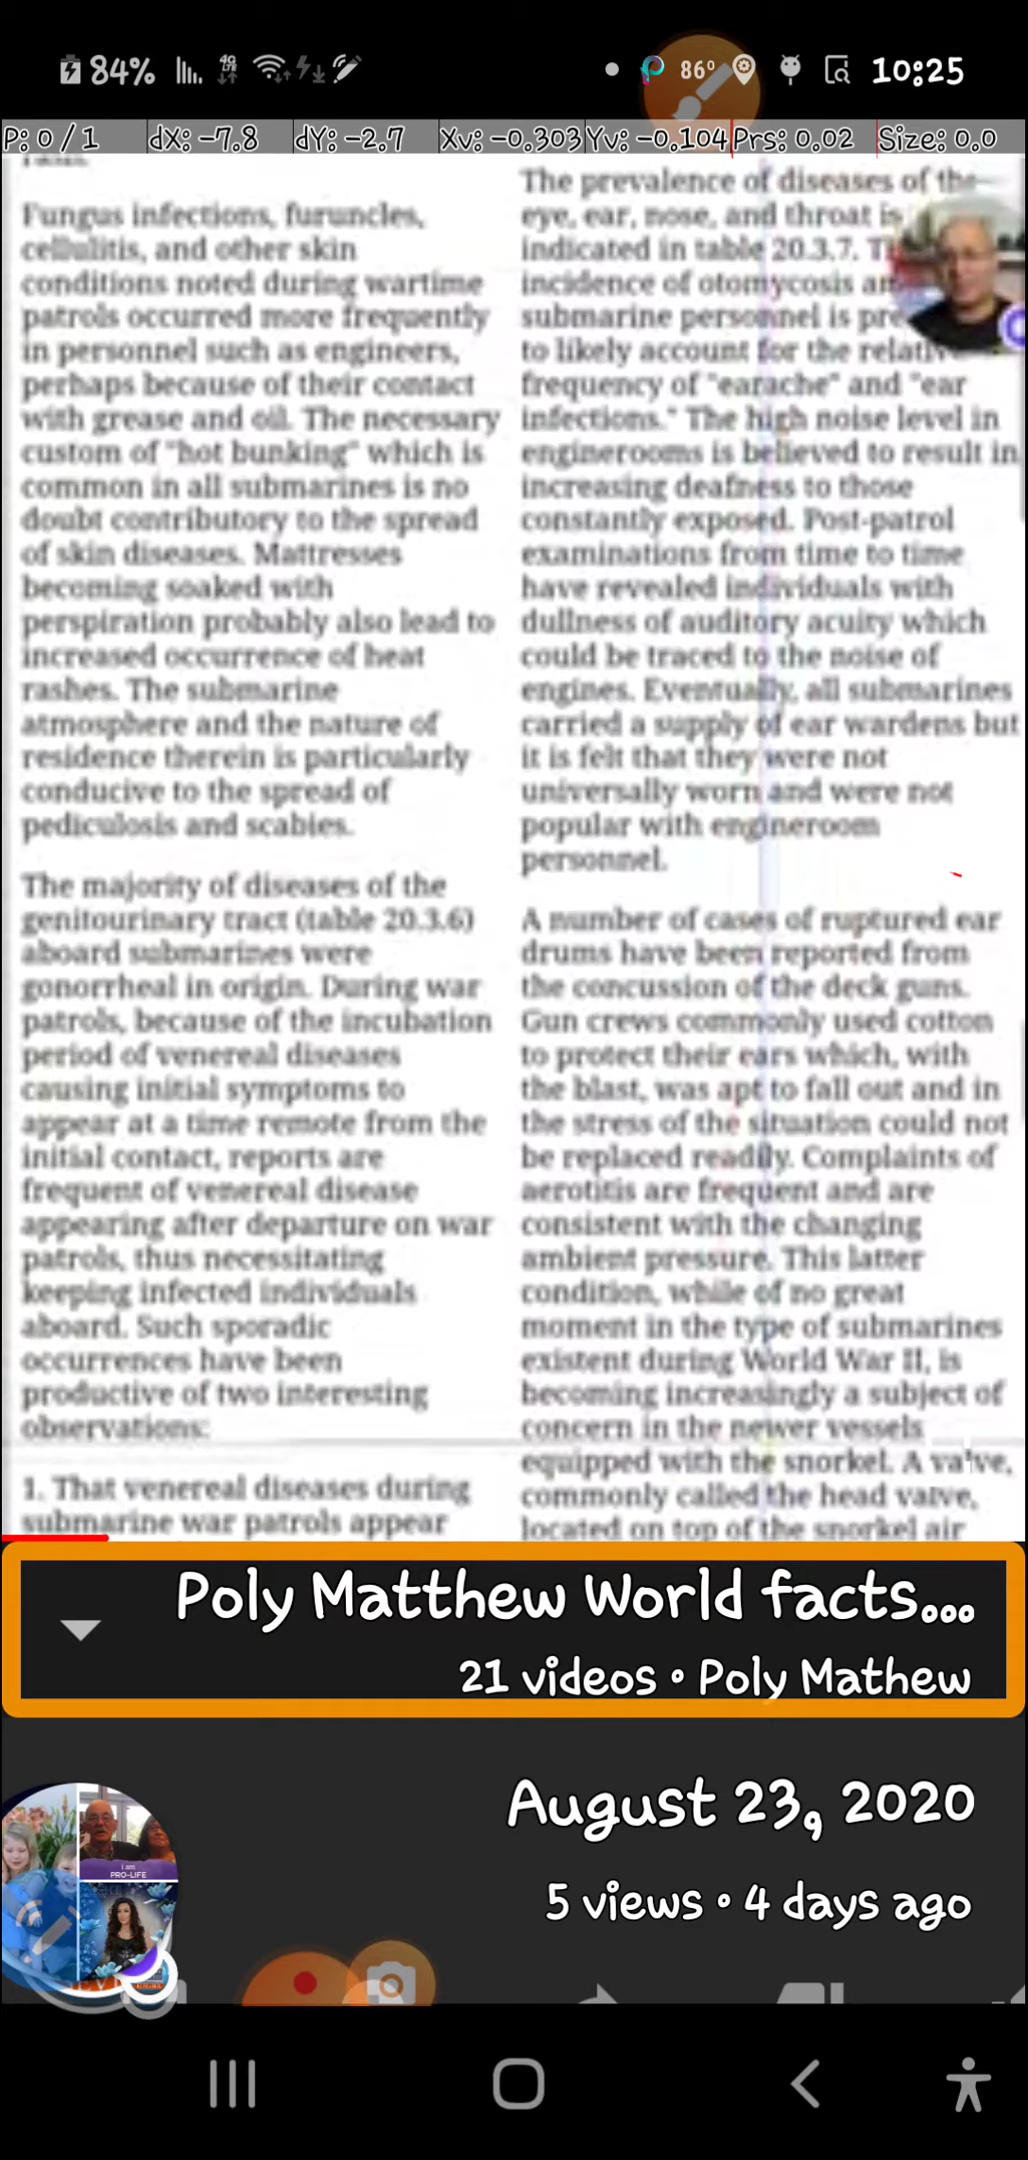 84%
4G
86°
10:25
P: 0 / 1
dX: -7.8
dY: -2.7
Xv: -0.303
Yv: -0.104
Prs: 0.02
Size: 0.0
Fungus infections, furuncles,
cellulitis, and other skin
conditions noted during wartime
patrols occurred more frequently
in personnel such as engineers,
perhaps because of their contact
with grease and oil. The necessary
custom of "hot bunking" which is
common in all submarines is no
doubt contributory to the spread
of skin diseases. Mattresses
becoming soaked with
perspiration probably also lead to
increased occurrence of heat
rashes. The submarine
atmosphere and the nature of
residence therein is particularly
conducive to the spread of
pediculosis and scabies.
The majority of diseases of the
genitourinary tract (table 20.3.6)
aboard submarines were
gonorrheal in origin. During war
patrols, because of the incubation
period of venereal diseases
causing initial symptoms to
appear at a time remote from the
initial contact, reports are
frequent of venereal disease
appearing after departure on war
patrols, thus necessitating
keeping infected individuals
aboard. Such sporadic
occurrences have been
productive of two interesting
observations:
1. That venereal diseases during
submarine war patrols appear
The prevalence of diseases of the
eye, ear, nose, and throat is
indicated in table 20.3.7. T
incidence of otomycosis am
submarine personnel is pre
to likely account for the relativ
frequency of "earache" and "ear
infections." The high noise level in
enginerooms is believed to result in
increasing deafness to those
constantly exposed. Post-patrol
examinations from time to time
have revealed individuals with
dullness of auditory acuity which
could be traced to the noise of
engines. Eventually, all submarines
carried a supply of ear wardens but
it is felt that they were not
universally worn and were not
popular with engineroom
personnel.
A number of cases of ruptured ear
drums have been reported from
the concussion of the deck guns.
Gun crews commonly used cotton
to protect their ears which, with
the blast, was apt to fall out and in
the stress of the situation could not
be replaced readily. Complaints of
aerotitis are frequent and are
consistent with the changing
ambient pressure. This latter
condition, while of no great
moment in the type of submarines
existent during World War II, is
becoming increasingly a subject of
concern in the newer vessels
equipped with the snorkel. A valve,
commonly called the head valve,
located on top of the snorkel air
Poly Matthew World facts...
21 videos • Poly Mathew
August 23, 2020
5 views • 4 days ago
i am
PRO-LIFE